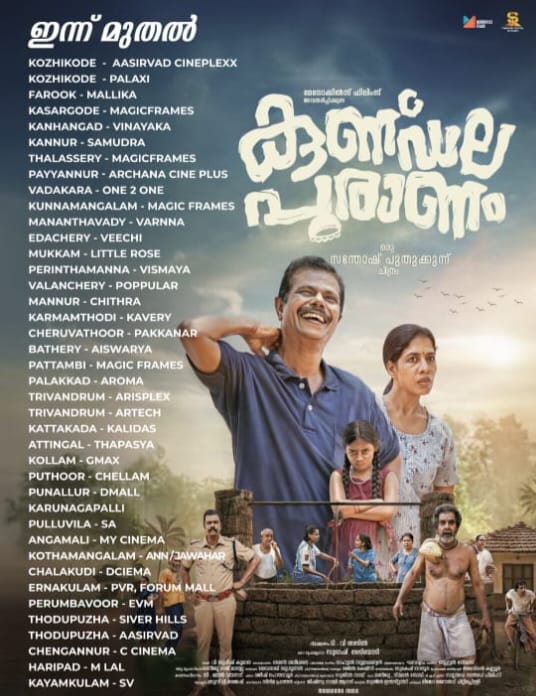 ഇന്ന് മുതൽ
KOZHIKODE - AASIRVAD CINEPLEXX
KOZHIKODE - PALAXI
FAROOK - MALLIKA
KASARGODE - MAGICFRAMES
KANHANGAD - VINAYAKA
KANNUR - SAMUDRA
THALASSERY - MAGICFRAMES
PAYYANNUR - ARCHANA CINE PLUS
VADAKARA - ONE 2 ONE
KUNNAMANGALAM - MAGIC FRAMES
MANANTHAVADY - VARNNA
EDACHERY - VEECHI
MUKKAM - LITTLE ROSE
PERINTHAMANNA - VISMAYA
VALANCHERY - POPPULAR
MANNUR - CHITHRA
KARMAMTHODI - KAVERY
CHERUVATHOOR - PAKKANAR
BATHERY - AISWARYA
PATTAMBI - MAGIC FRAMES
PALAKKAD - AROMA
TRIVANDRUM - ARISPLEX
TRIVANDRUM - ARTECH
KATTAKADA - KALIDAS
ATTINGAL - THAPASYA
KOLLAM - GMAX
PUTHOOR - CHELLAM
PUNALLUR - DMALL
KARUNAGAPALLI
PULLUVILA - SA
ANGAMALI - MY CINEMA
KOTHAMANGALAM - ANN/JAWAHAR
CHALAKUDI - DCIEMA
ERNAKULAM - PVR, FORUM MALL
PERUMBAVOOR - EVM
THODUPUZHA - SIVER HILLS
THODUPUZHA - AASIRVAD
CHENGANNUR - C CINEMA
HARIPAD - M LAL
KAYAMKULAM - SV
മേനോക്കിൽസ് ഫിലിംസ്
അവതരിപ്പിക്കുന്ന
കുണ്ഡല
പുരാണം
ഒരു
സന്തോഷ് പുതുക്കുന്ന്
ചിത്രം